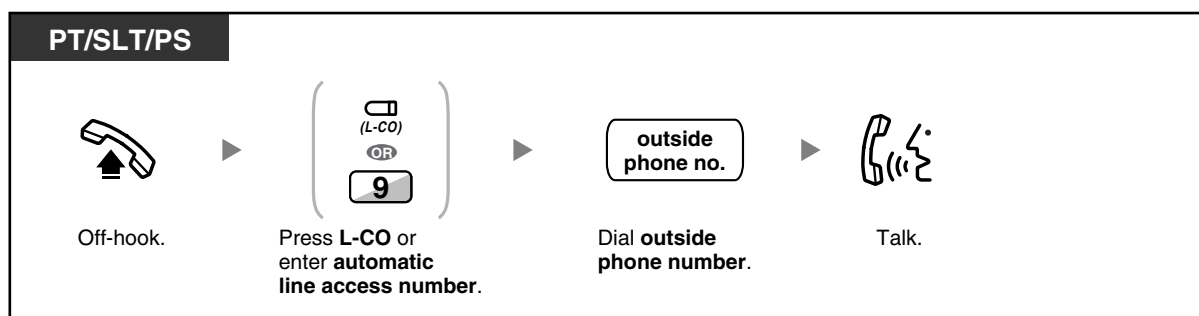 PT/SLT/PS
(L-CO)
OR
9
outside
phone no.
Off-hook.
Press L-CO or
enter automatic
line access number.
Dial outside
phone number.
Talk.